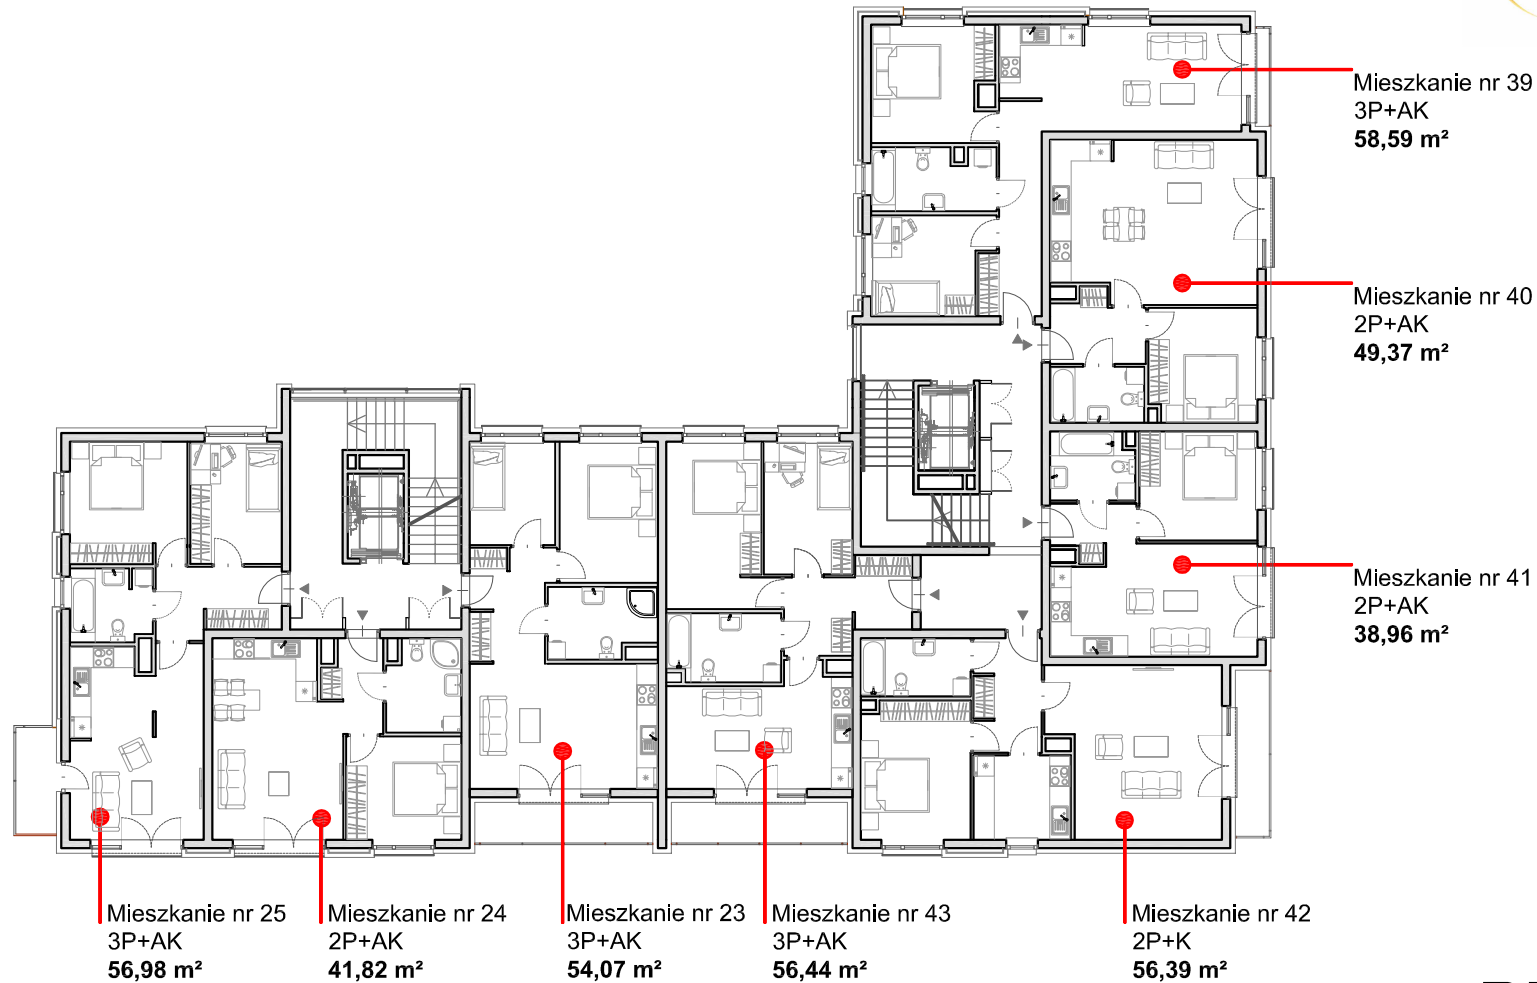 Mieszkanie nr 39
3P+AK
58,59 m²
Mieszkanie nr 40
2P+AK
49,37 m²
Mieszkanie nr 41
2P+AK
38,96 m²
Mieszkanie nr 25
3P+AK
56,98 m²
Mieszkanie nr 24
2P+AK
41,82 m²
Mieszkanie nr 23
3P+AK
54,07 m²
Mieszkanie nr 43
3P+AK
56,44 m²
Mieszkanie nr 42
2P+K
56,39 m²